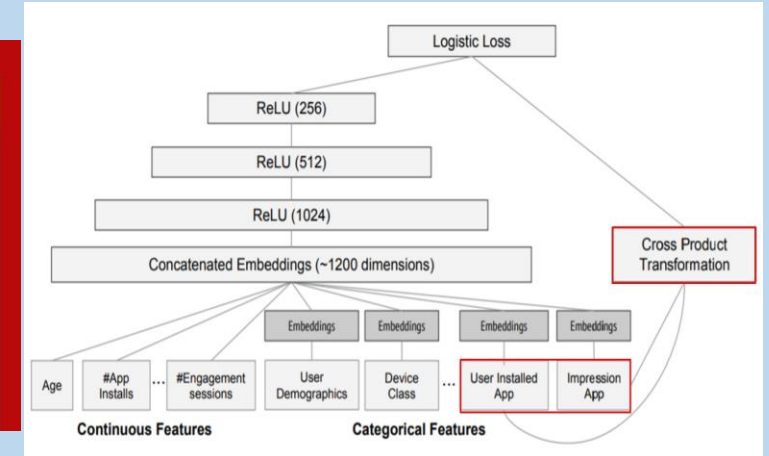 Logistic Loss
ReLU (256)
ReLU (512)
ReLU (1024)
Cross Product
Transformation
Concatenated Embeddings (~1200 dimensions)
Embeddings
Embeddings
Embeddings
Embeddings
Age
#App
Installs
...
#Engagement
sessions
User
Demographics
Device
Class
...
User Installed
App
Impression
App
Continuous Features
Categorical Features